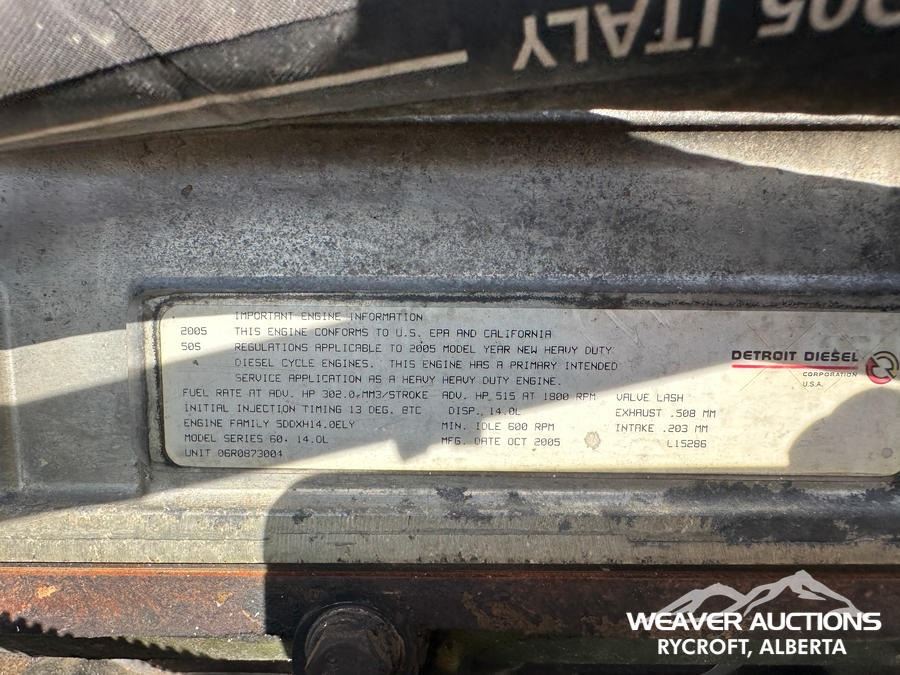 205 ITALY
IMPORTANT ENGINE INFORMATION
2005 THIS ENGINE CONFORMS TO U.S. EPA AND CALIFORNIA
50S REGULATIONS APPLICABLE TO 2005 MODEL YEAR NEW HEAVY DUTY
DIESEL CYCLE ENGINES. THIS ENGINE HAS A PRIMARY INTENDED
SERVICE APPLICATION AS A HEAVY HEAVY DUTY ENGINE.
DETROIT DIESEL
CORPORATION
U.S.A.
FUEL RATE AT ADV. HP 302.0 MM3/STROKE ADV. HP 515 AT 1800 RPM VALVE LASH
INITIAL INJECTION TIMING 13 DEG. BTC DISP. 14.0L EXHAUST .508 MM
ENGINE FAMILY 5DDXH14.0ELY MIN. IDLE 600 RPM INTAKE .203 MM
MODEL SERIES 60. 14.0L MFG. DATE OCT 2005 L15286
UNIT 06R0873004
WEAVER AUCTIONS
RYCROFT, ALBERTA